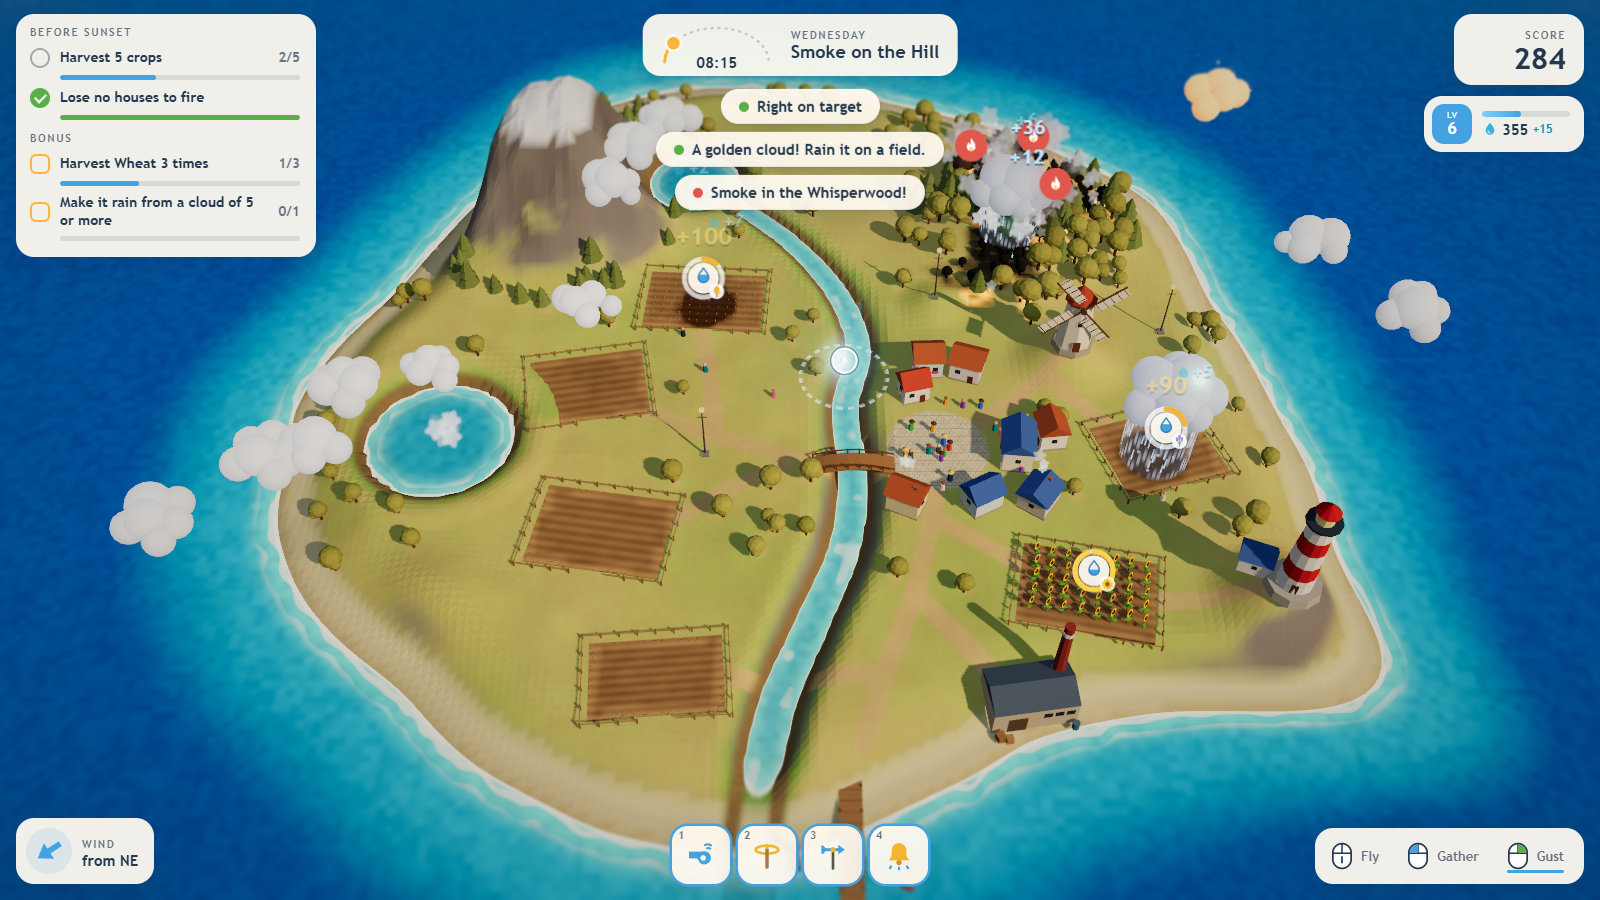 BEFORE SUNSET
Harvest 5 crops 2/5
Lose no houses to fire
BONUS
Harvest Wheat 3 times 1/3
Make it rain from a cloud of 5 or more 0/1
08:15
WEDNESDAY
Smoke on the Hill
Right on target
A golden cloud! Rain it on a field.
Smoke in the Whisperwood!
SCORE
284
LV
6
355 +15
+36
+12
+2
+100
+90
+5
WIND
from NE
1
2
3
4
Fly
Gather
Gust